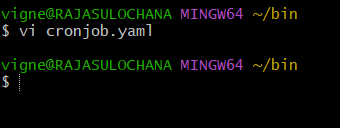 vigne@RAJASULOCHANA MINGW64 ~/bin
$ vi cronjob.yaml
vigne@RAJASULOCHANA MINGW64 ~/bin
$